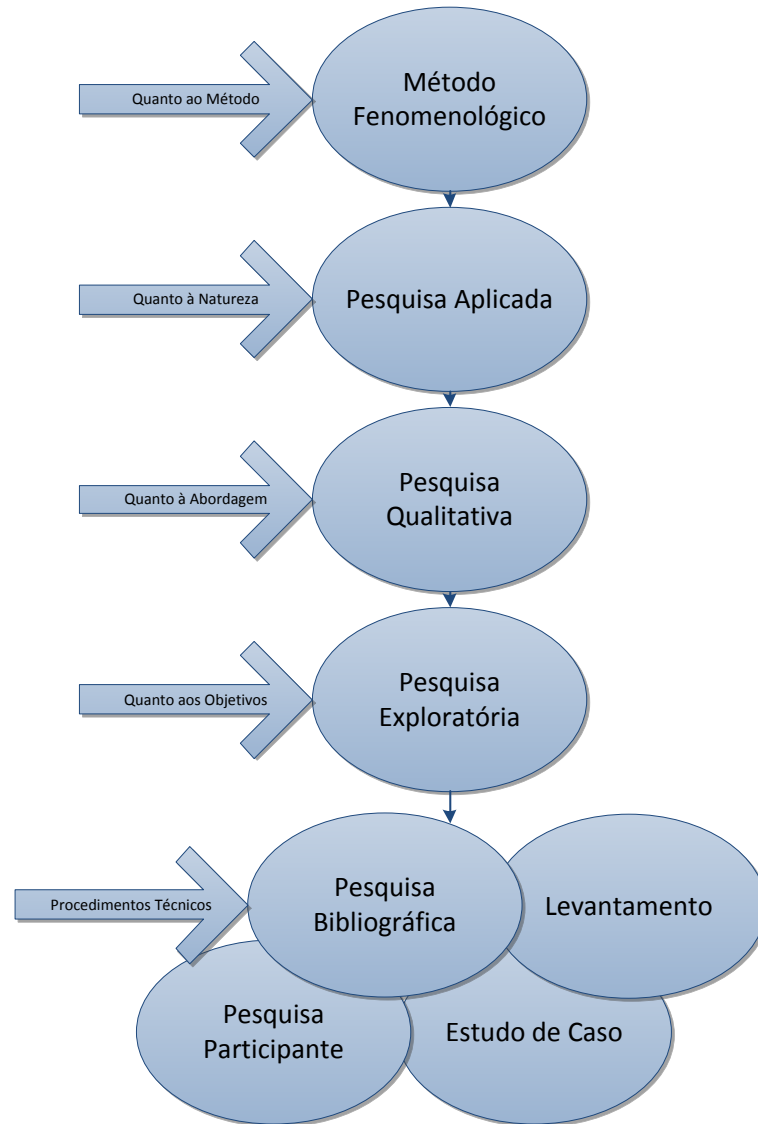 Método
Fenomenológico
Quanto ao Método
Pesquisa Aplicada
Quanto à Natureza
Pesquisa
Qualitativa
Quanto à Abordagem
Pesquisa
Exploratória
Quanto aos Objetivos
Pesquisa
Bibliográfica
Levantamento
Procedimentos Técnicos
Pesquisa
Participante
Estudo de Caso